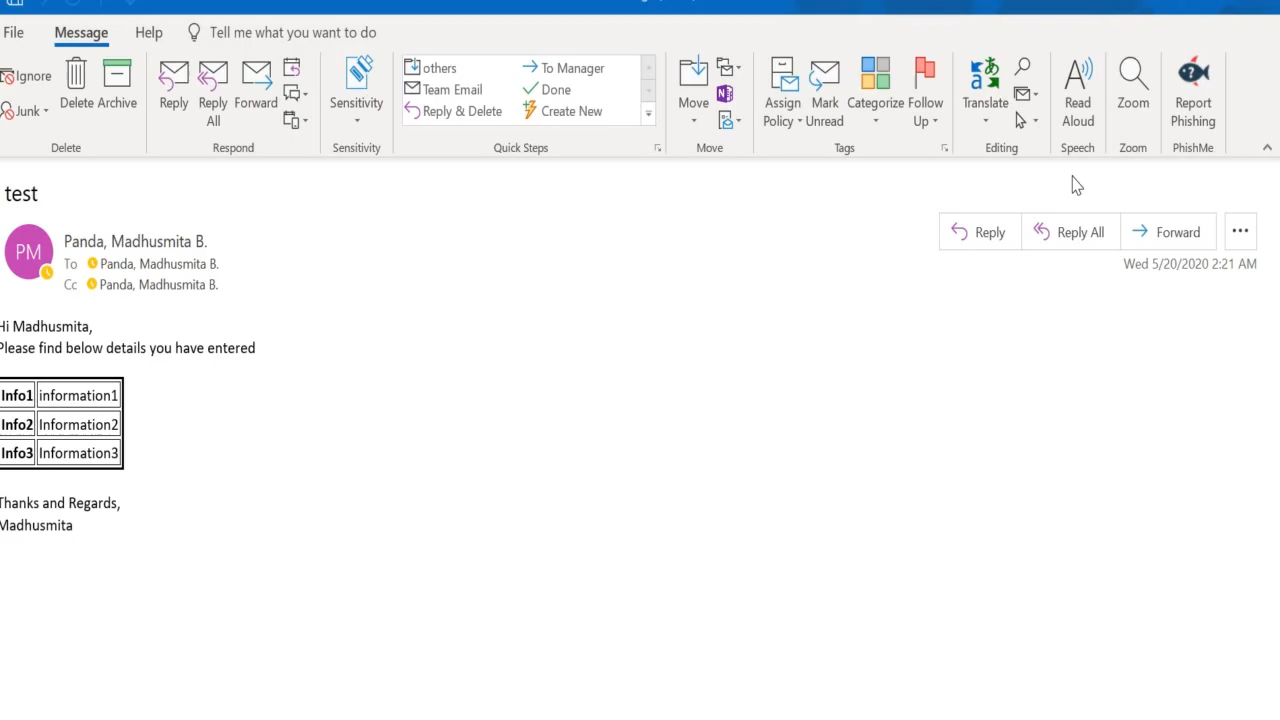 File Message Help Tell me what you want to do
Ignore
Junk
Delete Archive
Delete
Reply
Reply All
Forward
Respond
Sensitivity
Sensitivity
others To Manager
Team Email Done
Reply & Delete Create New
Quick Steps
Move
Move
Assign Policy
Mark Unread
Categorize
Follow Up
Tags
Translate
Editing
Read Aloud
Speech
Zoom
Zoom
Report Phishing
PhishMe
test
PM
Panda, Madhusmita B.
To Panda, Madhusmita B.
Cc Panda, Madhusmita B.
Reply Reply All Forward
Wed 5/20/2020 2:21 AM
Hi Madhusmita,
Please find below details you have entered
Info1 information1
Info2 Information2
Info3 Information3
Thanks and Regards,
Madhusmita